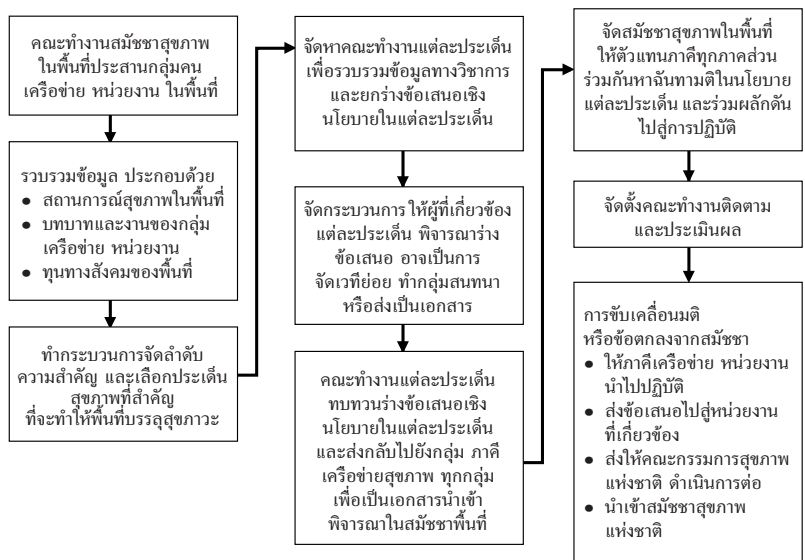 คณะทำงานสมัชชาสุขภาพ
ในพื้นที่ประสานกลุ่มคน
เครือข่าย หน่วยงาน ในพื้นที่
รวบรวมข้อมูล ประกอบด้วย
● สถานการณ์สุขภาพในพื้นที่
● บทบาทและงานของกลุ่ม
เครือข่าย หน่วยงาน
● ทุนทางสังคมของพื้นที่
ทำกระบวนการจัดลำดับ
ความสำคัญ และเลือกประเด็น
สุขภาพที่สำคัญ
ที่จะทำให้พื้นที่บรรลุสุขภาวะ
จัดหาคณะทำงานแต่ละประเด็น
เพื่อรวบรวมข้อมูลทางวิชาการ
และยกร่างข้อเสนอเชิง
นโยบายในแต่ละประเด็น
จัดกระบวนการ ให้ผู้ที่เกี่ยวข้อง
แต่ละประเด็น พิจารณาร่าง
ข้อเสนอ อาจเป็นการ
จัดเวทีย่อย ทำกลุ่มสนทนา
หรือส่งเป็นเอกสาร
คณะทำงานแต่ละประเด็น
ทบทวนร่างข้อเสนอเชิง
นโยบายในแต่ละประเด็น
และส่งกลับไปยังกลุ่ม ภาคี
เครือข่ายสุขภาพ ทุกกลุ่ม
เพื่อเป็นเอกสารนำเข้า
พิจารณาในสมัชชาพื้นที่
จัดสมัชชาสุขภาพในพื้นที่
ให้ตัวแทนภาคีทุกภาคส่วน
ร่วมกันหาฉันทามติในนโยบาย
แต่ละประเด็น และร่วมผลักดัน
ไปสู่การปฏิบัติ
จัดตั้งคณะทำงานติดตาม
และประเมินผล
การขับเคลื่อนมติ
หรือข้อตกลงจากสมัชชา
● ให้ภาคีเครือข่าย หน่วยงาน
นำไปปฏิบัติ
● ส่งข้อเสนอไปสู่หน่วยงาน
ที่เกี่ยวข้อง
● ส่งให้คณะกรรมการสุขภาพ
แห่งชาติ ดำเนินการต่อ
● นำเข้าสมัชชาสุขภาพ
แห่งชาติ